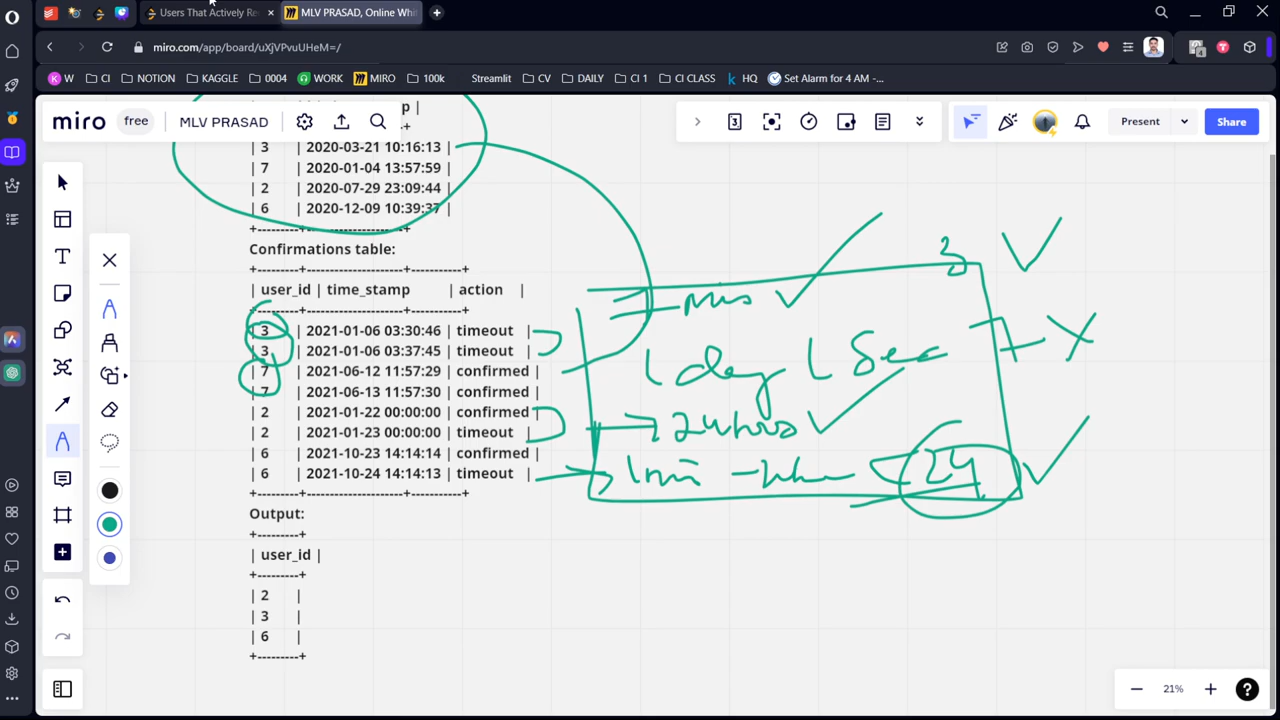 Users That Actively Re
MLV PRASAD, Online Whi
miro.com/app/board/uXjVPvuUHeM=/
W CI NOTION KAGGLE 0004 WORK MIRO 100k Streamlit CV DAILY CI 1 CI CLASS HQ Set Alarm for 4 AM -...
miro free MLV PRASAD
3 Present Share
p |
-+
| 3 | 2020-03-21 10:16:13 |
| 7 | 2020-01-04 13:57:59 |
| 2 | 2020-07-29 23:09:44 |
| 6 | 2020-12-09 10:39:37 |
+---------+---------------------+
Confirmations table:
+---------+---------------------+-----------+
| user_id | time_stamp | action |
+---------+---------------------+-----------+
| 3 | 2021-01-06 03:30:46 | timeout |
| 3 | 2021-01-06 03:37:45 | timeout |
| 7 | 2021-06-12 11:57:29 | confirmed |
| 7 | 2021-06-13 11:57:30 | confirmed |
| 2 | 2021-01-22 00:00:00 | confirmed |
| 2 | 2021-01-23 00:00:00 | timeout |
| 6 | 2021-10-23 14:14:14 | confirmed |
| 6 | 2021-10-24 14:14:13 | timeout |
+---------+---------------------+-----------+
Output:
+---------+
| user_id |
+---------+
| 2 |
| 3 |
| 6 |
+---------+
3
7 X
1 day 1 Sec
24
21%